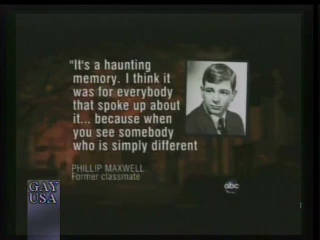 "It's a haunting
memory. I think it
was for everybody
that spoke up about
it... because when
you see somebody
who is simply different
PHILLIP MAXWELL
Former classmate
abc
GAY
USA